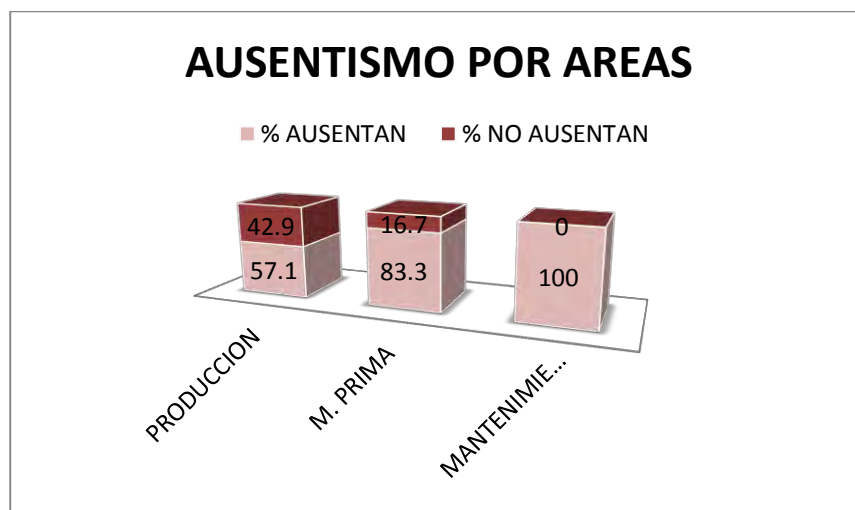 AUSENTISMO POR AREAS
% AUSENTAN % NO AUSENTAN
42.9 16.7 0
57.1 83.3 100
PRODUCCION
M. PRIMA
MANTENIMIE...